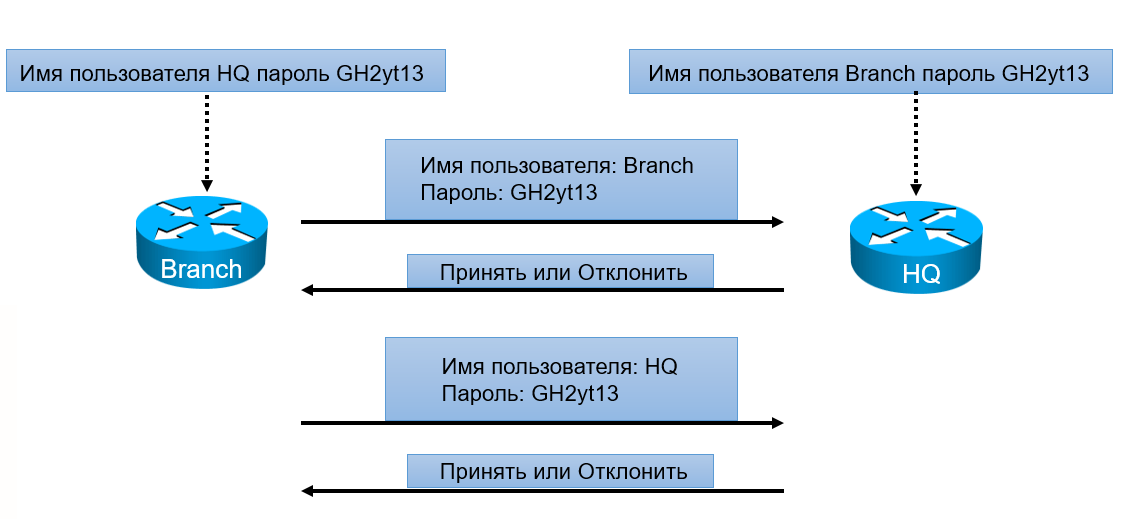 Имя пользователя HQ пароль GH2yt13
Имя пользователя Branch пароль GH2yt13
Имя пользователя: Branch
Пароль: GH2yt13
Branch
Принять или Отклонить
HQ
Имя пользователя: HQ
Пароль: GH2yt13
Принять или Отклонить